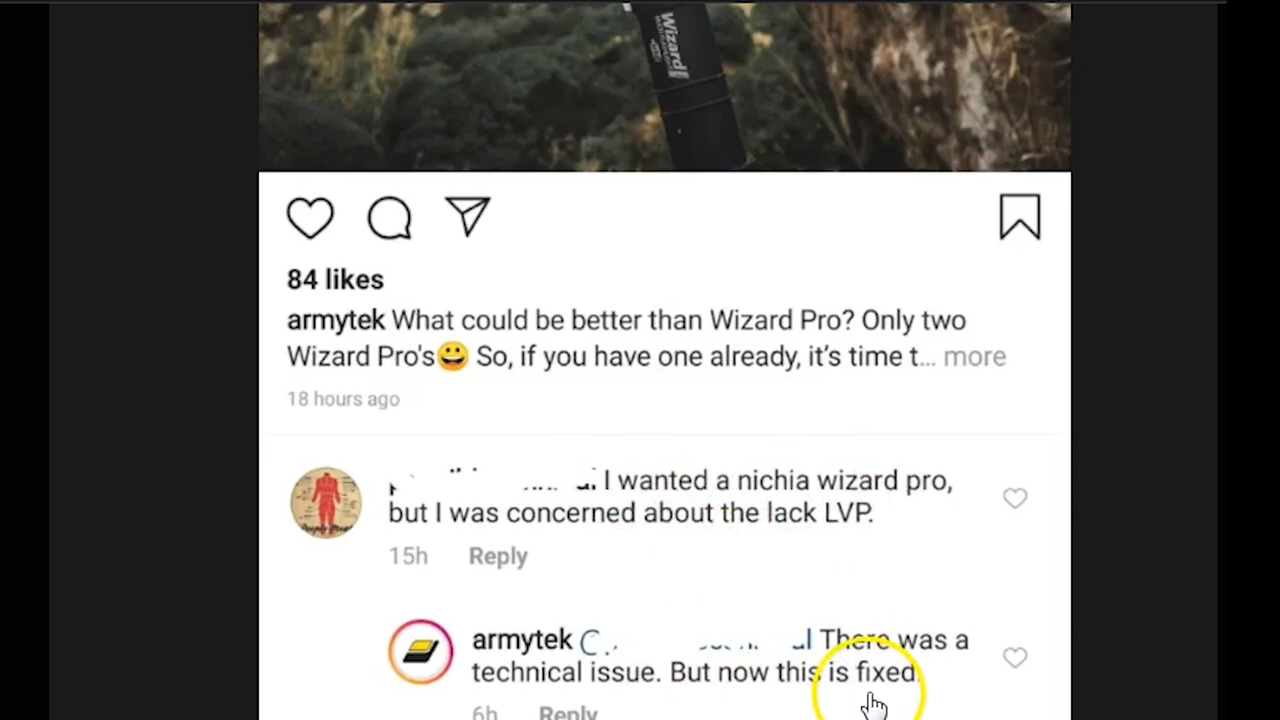 Wizard
84 likes
armytek What could be better than Wizard Pro? Only two
Wizard Pro's😀 So, if you have one already, it's time t... more
18 hours ago
I wanted a nichia wizard pro,
but I was concerned about the lack LVP.
15h Reply
armytek There was a
technical issue. But now this is fixed.
6h Reply